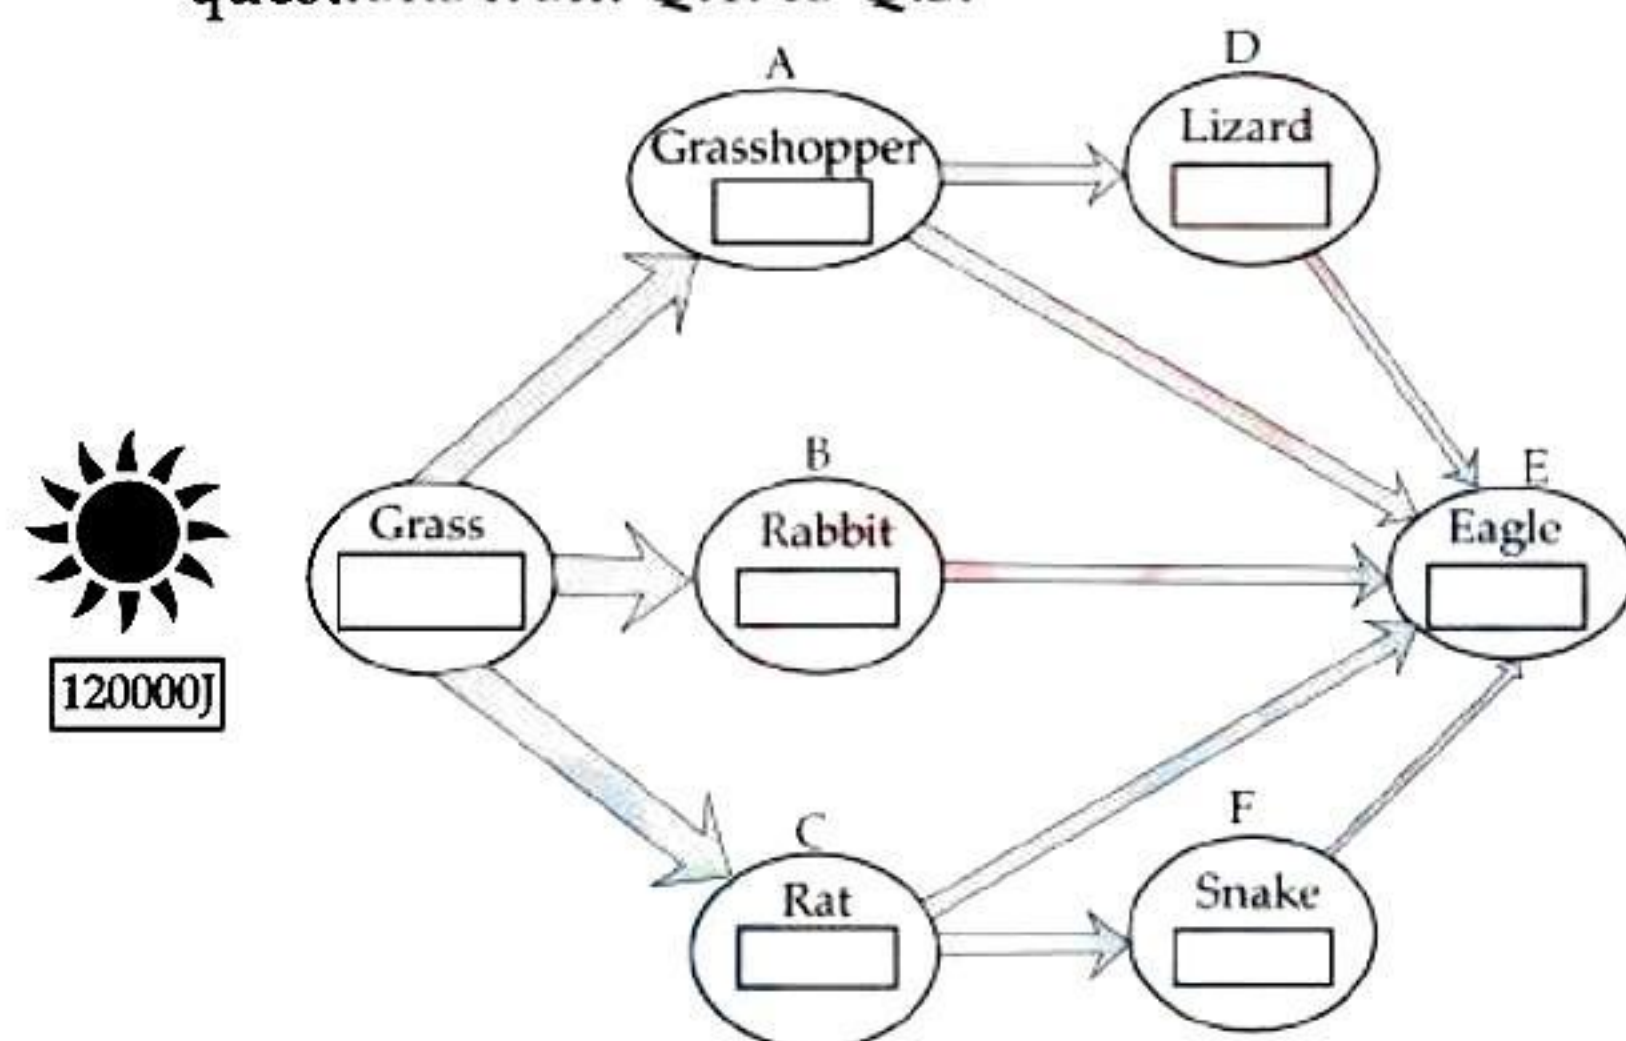 A
D
Grasshopper
Lizard
B
E
Grass
Rabbit
Eagle
120000J
C
F
Rat
Snake